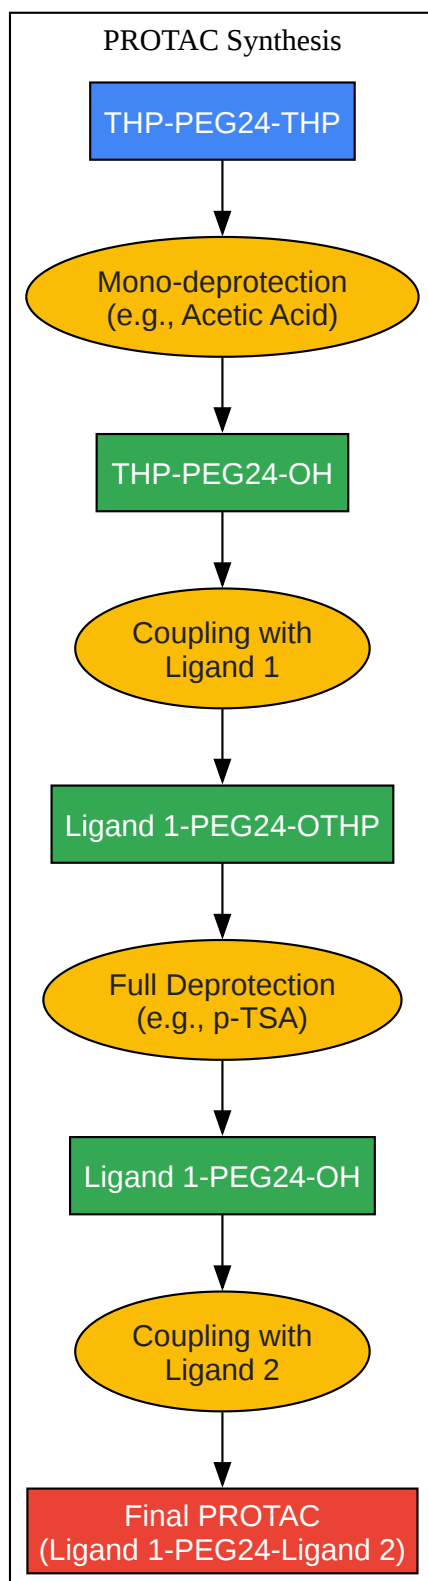 PROTAC Synthesis
THP-PEG24-THP
Mono-deprotection
(e.g., Acetic Acid)
THP-PEG24-OH
Coupling with
Ligand 1
Ligand 1-PEG24-OTHP
Full Deprotection
(e.g., p-TSA)
Ligand 1-PEG24-OH
Coupling with
Ligand 2
Final PROTAC
(Ligand 1-PEG24-Ligand 2)